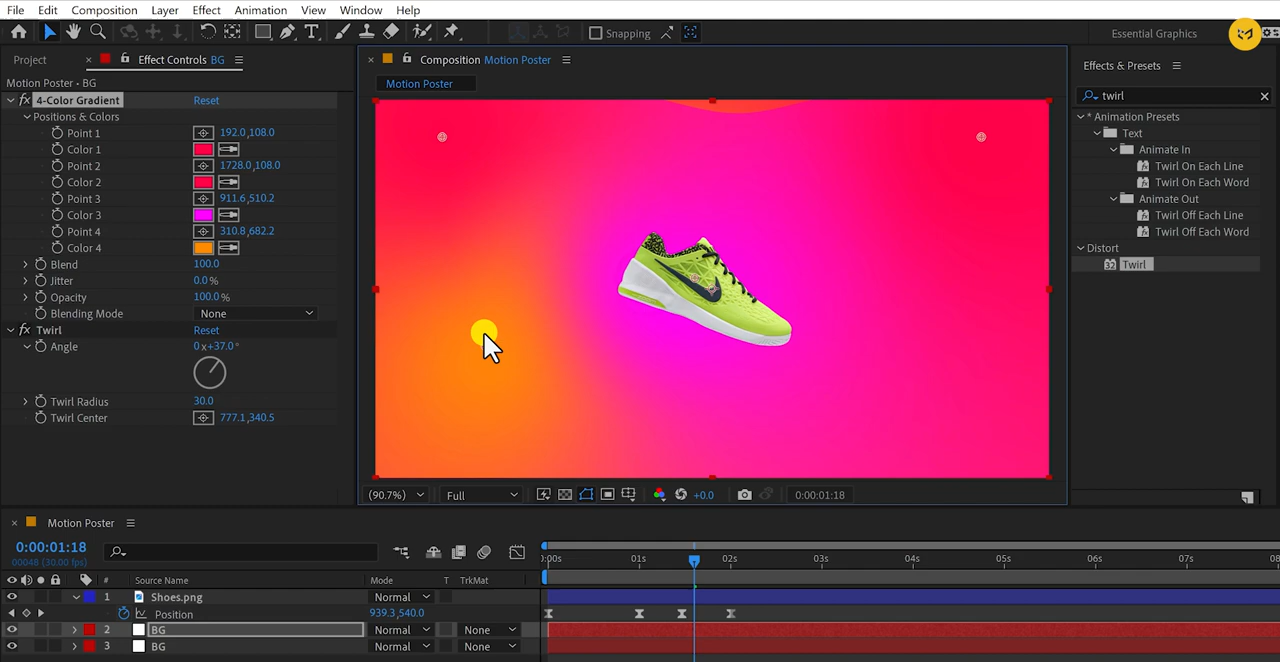 File Edit Composition Layer Effect Animation View Window Help
Snapping
Essential Graphics
Project
× Effect Controls BG
× Composition Motion Poster
Effects & Presets
Motion Poster • BG
Motion Poster
twirl ×
fx 4-Color Gradient Reset
Positions & Colors
Point 1 192.0,108.0
Color 1
Point 2 1728.0,108.0
Color 2
Point 3 911.6,510.2
Color 3
Point 4 310.8,682.2
Color 4
Blend 100.0
Jitter 0.0 %
Opacity 100.0 %
Blending Mode None
fx Twirl Reset
Angle 0 x+37.0 °
Twirl Radius 30.0
Twirl Center 777.1,340.5
* Animation Presets
Text
Animate In
Twirl On Each Line
Twirl On Each Word
Animate Out
Twirl Off Each Line
Twirl Off Each Word
Distort
32 Twirl
(90.7%) Full +0.0 0:00:01:18
× Motion Poster
0:00:01:18
00048 (30.00 fps)
:00s 01s 02s 03s 04s 05s 06s 07s 08
# Source Name Mode T TrkMat
1 Shoes.png Normal
Position 939.3,540.0
2 BG Normal None
3 BG Normal None